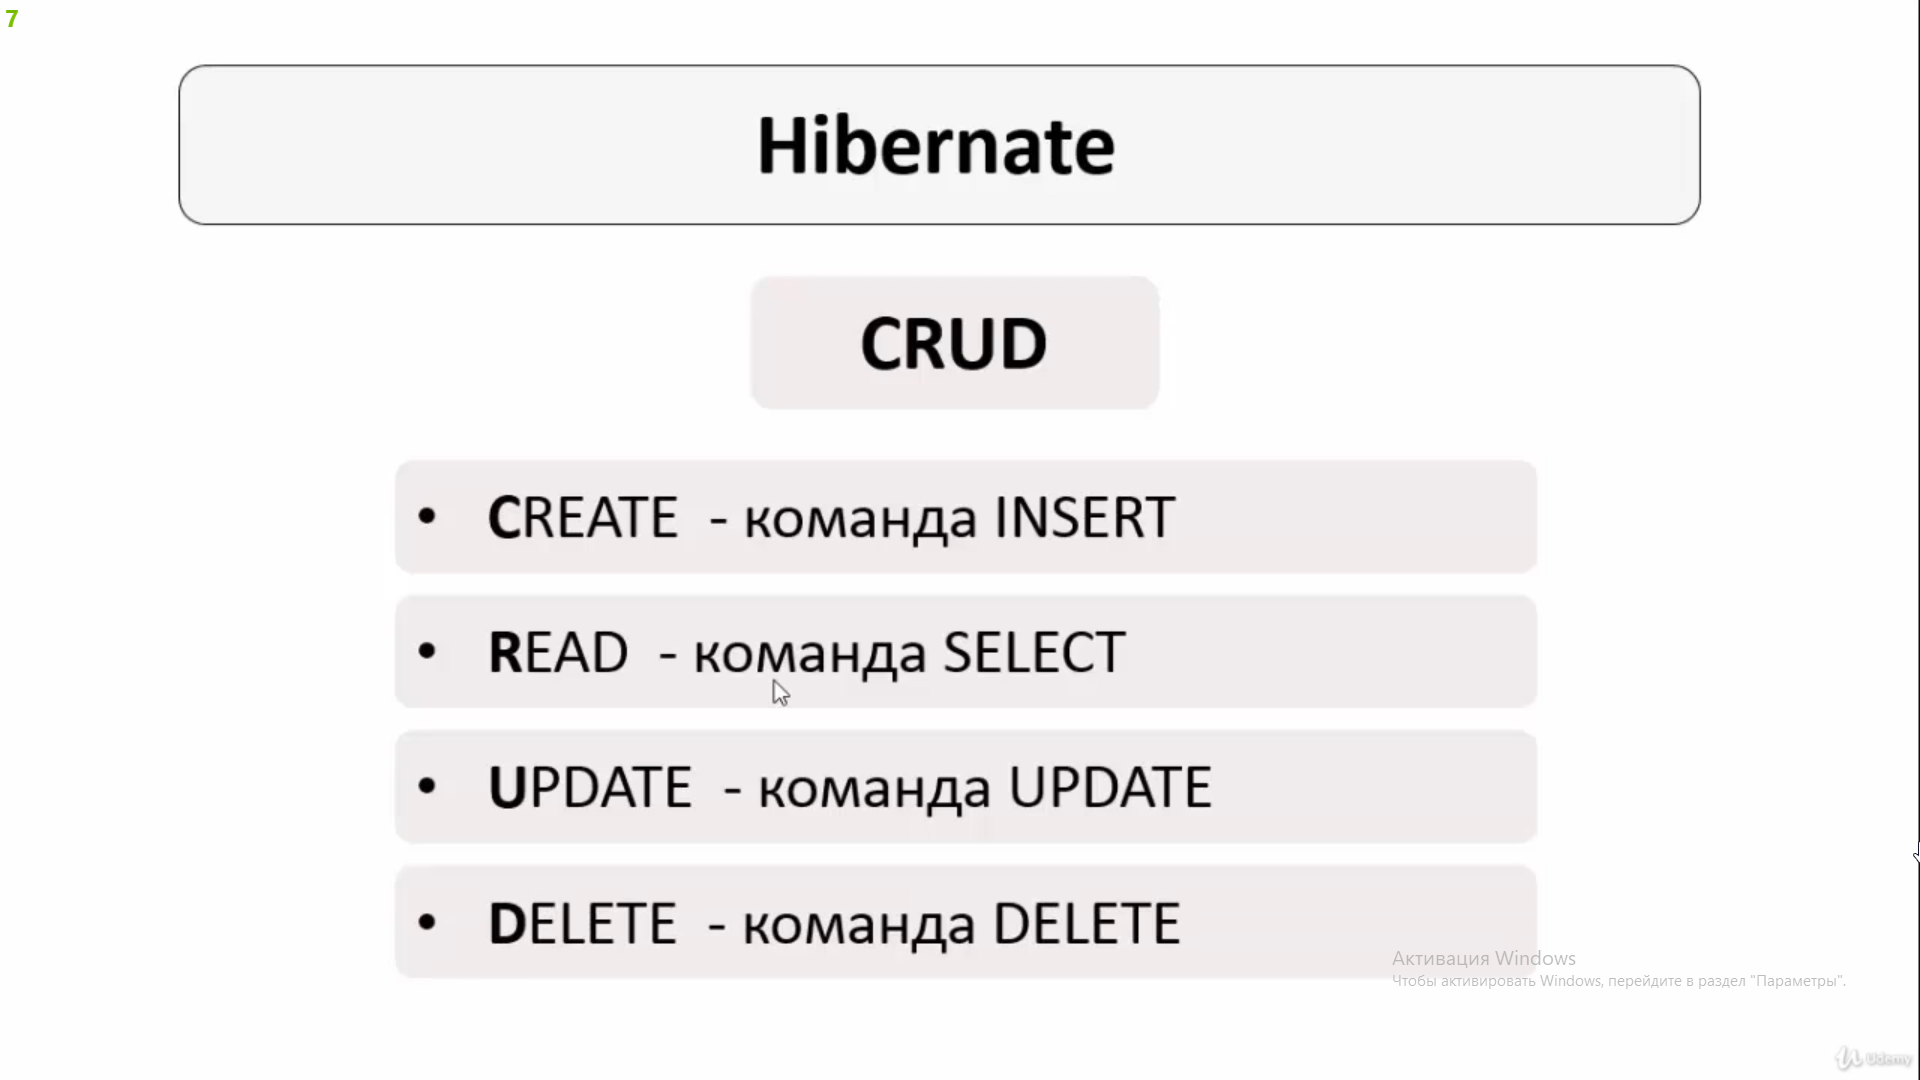 7
Hibernate
CRUD
• CREATE - команда INSERT
• READ - команда SELECT
• UPDATE - команда UPDATE
• DELETE - команда DELETE
Активация Windows
Чтобы активировать Windows, перейдите в раздел "Параметры".
Udemy